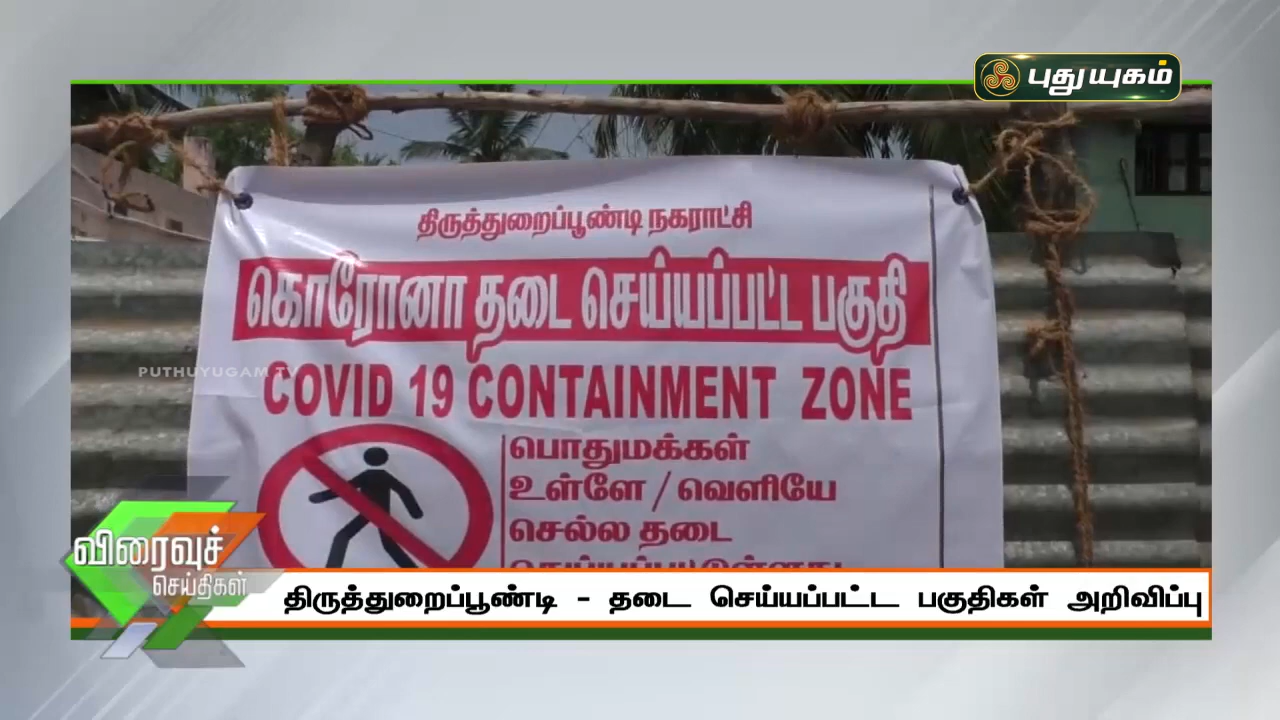 புதுயுகம்
திருத்துறைப்பூண்டி நகராட்சி
கொரோனா தடை செய்யப்பட்ட பகுதி
PUTHUYUGAM TV
COVID 19 CONTAINMENT ZONE
பொதுமக்கள்
உள்ளே / வெளியே
செல்ல தடை
விரைவுச்
செய்திகள்
திருத்துறைப்பூண்டி - தடை செய்யப்பட்ட பகுதிகள் அறிவிப்பு